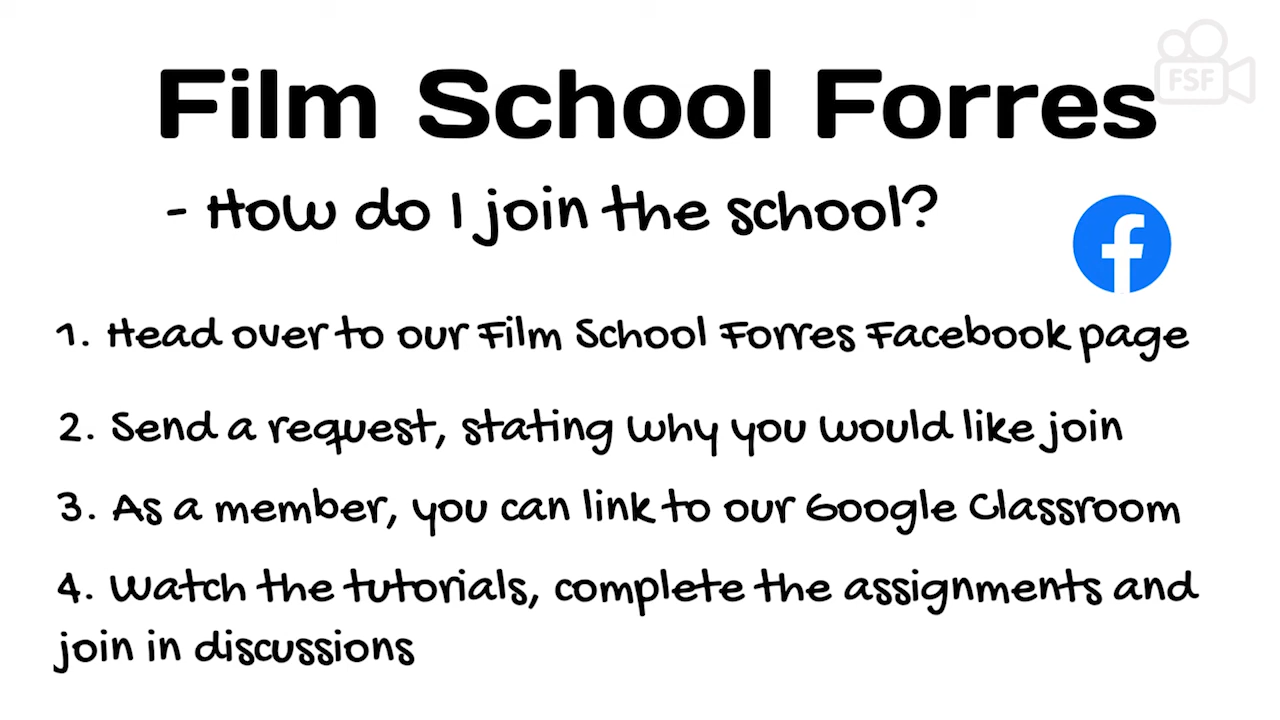 FSF
Film School Forres
- How do I join the school?
1. Head over to our Film School Forres Facebook page
2. Send a request, stating why you would like join
3. As a member, you can link to our Google Classroom
4. Watch the tutorials, complete the assignments and
join in discussions